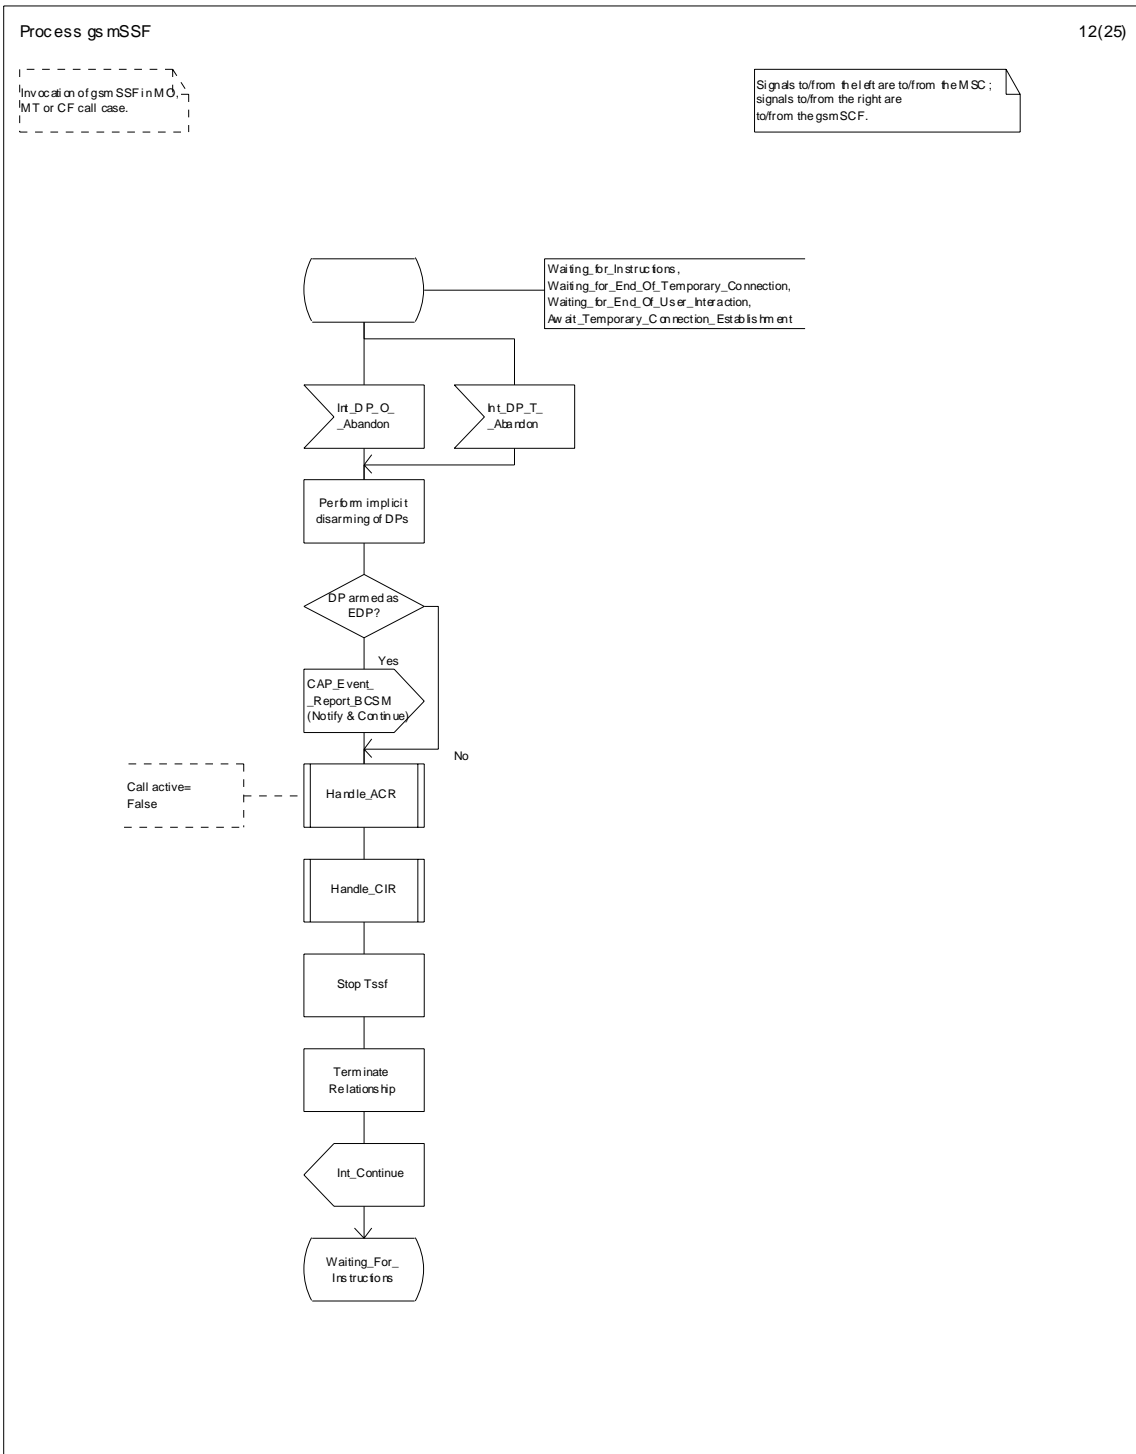 Process gsmSSF
12(25)
Invocation of gsmSSF in MO,
MT or CF call case.
Signals to/from the left are to/from the MSC;
signals to/from the right are
to/from the gsmSCF.
Waiting_for_Instructions,
Waiting_for_End_Of_Temporary_Connection,
Waiting_for_End_Of_User_Interaction,
Await_Temporary_Connection_Establishment
Int_DP_O_
_Abandon
Int_DP_T_
_Abandon
Perform implicit
disarming of DPs
DP armed as
EDP?
Yes
CAP_Event_
_Report_BCSM
(Notify & Continue)
No
Call active=
False
Handle_ACR
Handle_CIR
Stop Tssf
Terminate
Relationship
Int_Continue
Waiting_For_
Instructions